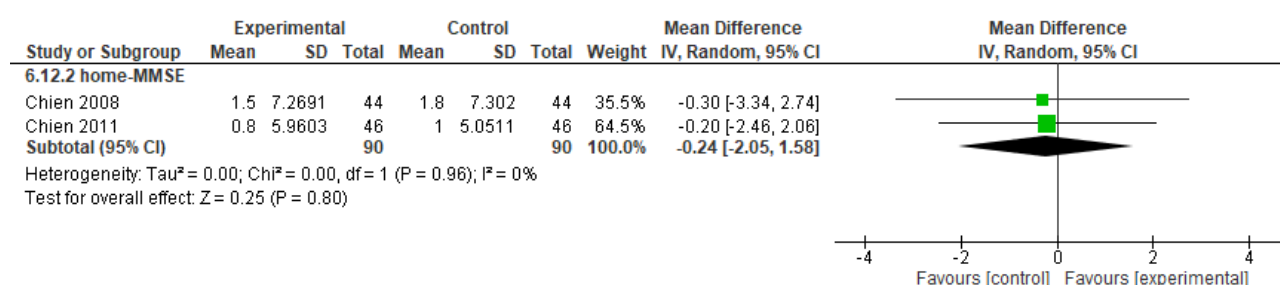 Experimental Control Mean Difference Mean Difference
Study or Subgroup Mean SD Total Mean SD Total Weight IV, Random, 95% CI IV, Random, 95% CI
6.12.2 home-MMSE
Chien 2008 1.5 7.2691 44 1.8 7.302 44 35.5% -0.30 [-3.34, 2.74]
Chien 2011 0.8 5.9603 46 1 5.0511 46 64.5% -0.20 [-2.46, 2.06]
Subtotal (95% CI) 90 90 100.0% -0.24 [-2.05, 1.58]
Heterogeneity: Tau² = 0.00; Chi² = 0.00, df = 1 (P = 0.96); I² = 0%
Test for overall effect: Z = 0.25 (P = 0.80)
-4 -2 0 2 4
Favours [control] Favours [experimental]